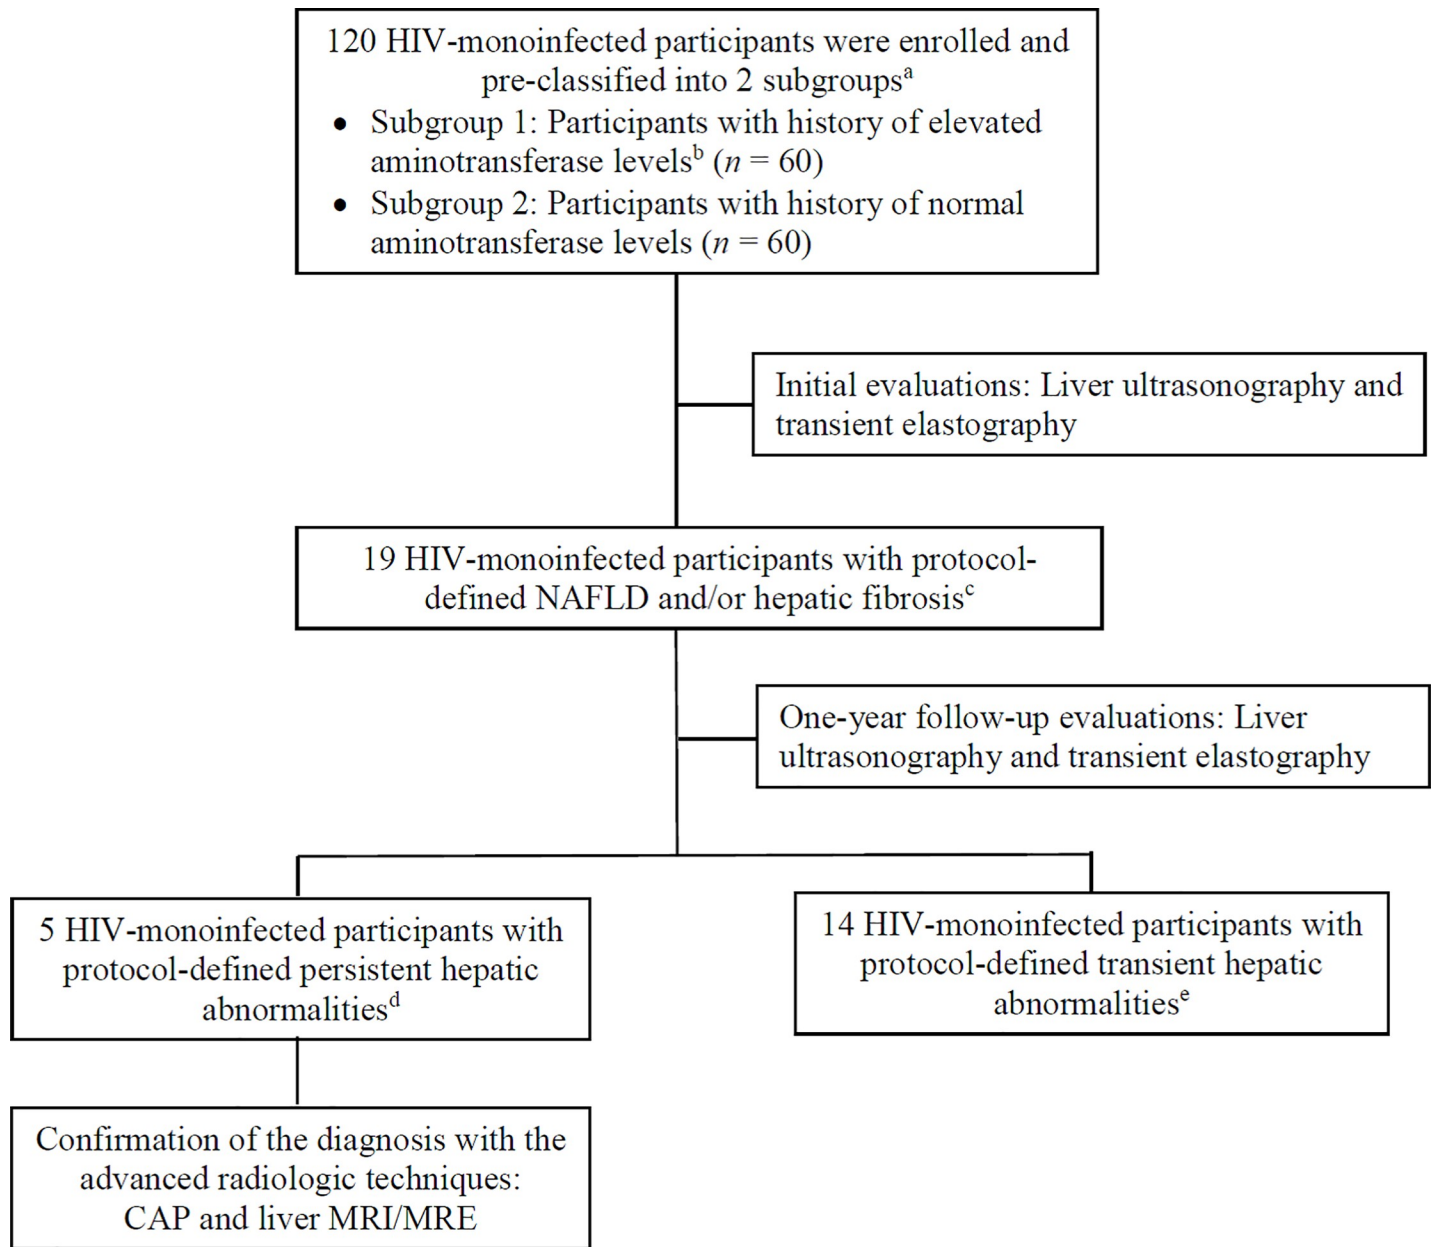 120 HIV-monoinfected participants were enrolled and
pre-classified into 2 subgroupsᵃ
• Subgroup 1: Participants with history of elevated
aminotransferase levelsᵇ (n = 60)
• Subgroup 2: Participants with history of normal
aminotransferase levels (n = 60)
Initial evaluations: Liver ultrasonography and
transient elastography
19 HIV-monoinfected participants with protocol-
defined NAFLD and/or hepatic fibrosisᶜ
One-year follow-up evaluations: Liver
ultrasonography and transient elastography
5 HIV-monoinfected participants with
protocol-defined persistent hepatic
abnormalitiesᵈ
14 HIV-monoinfected participants with
protocol-defined transient hepatic
abnormalitiesᵉ
Confirmation of the diagnosis with the
advanced radiologic techniques:
CAP and liver MRI/MRE